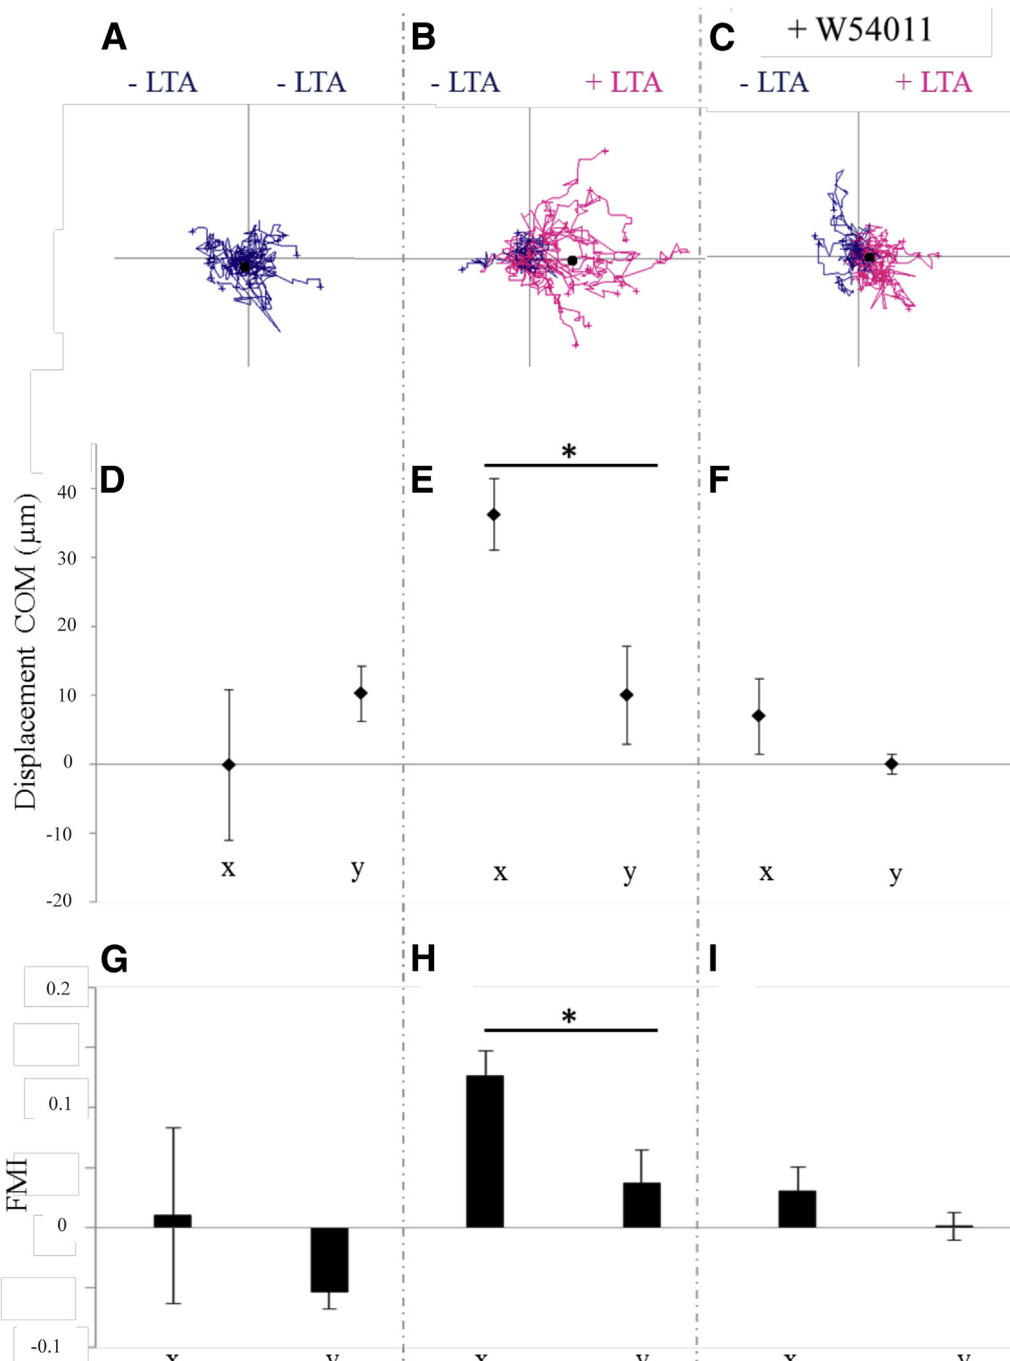 A
B
C
+ W54011
- LTA
- LTA
- LTA
+ LTA
- LTA
+ LTA
D
E
*
F
Displacement COM (µm)
40
30
20
10
0
-10
-20
x
y
x
y
x
y
G
H
I
FMI
0.2
0.1
0
-0.1
*
x
y
x
y
x
y